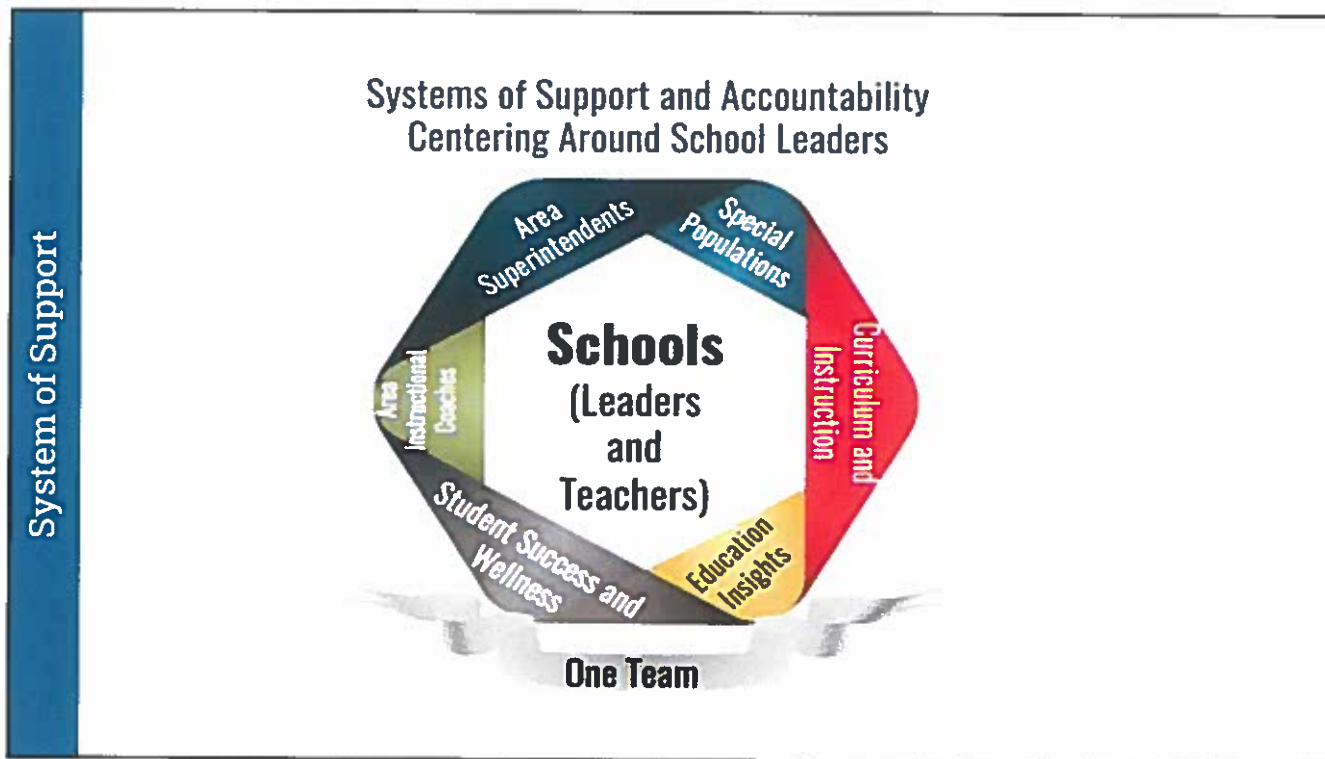 System of Support
Systems of Support and Accountability
Centering Around School Leaders
Area
Superintendents
Special
Populations
Curriculum and
Instruction
Education
Insights
Student Success and
Wellness
Area
Instructional
Coaches
Schools
(Leaders
and
Teachers)
One Team